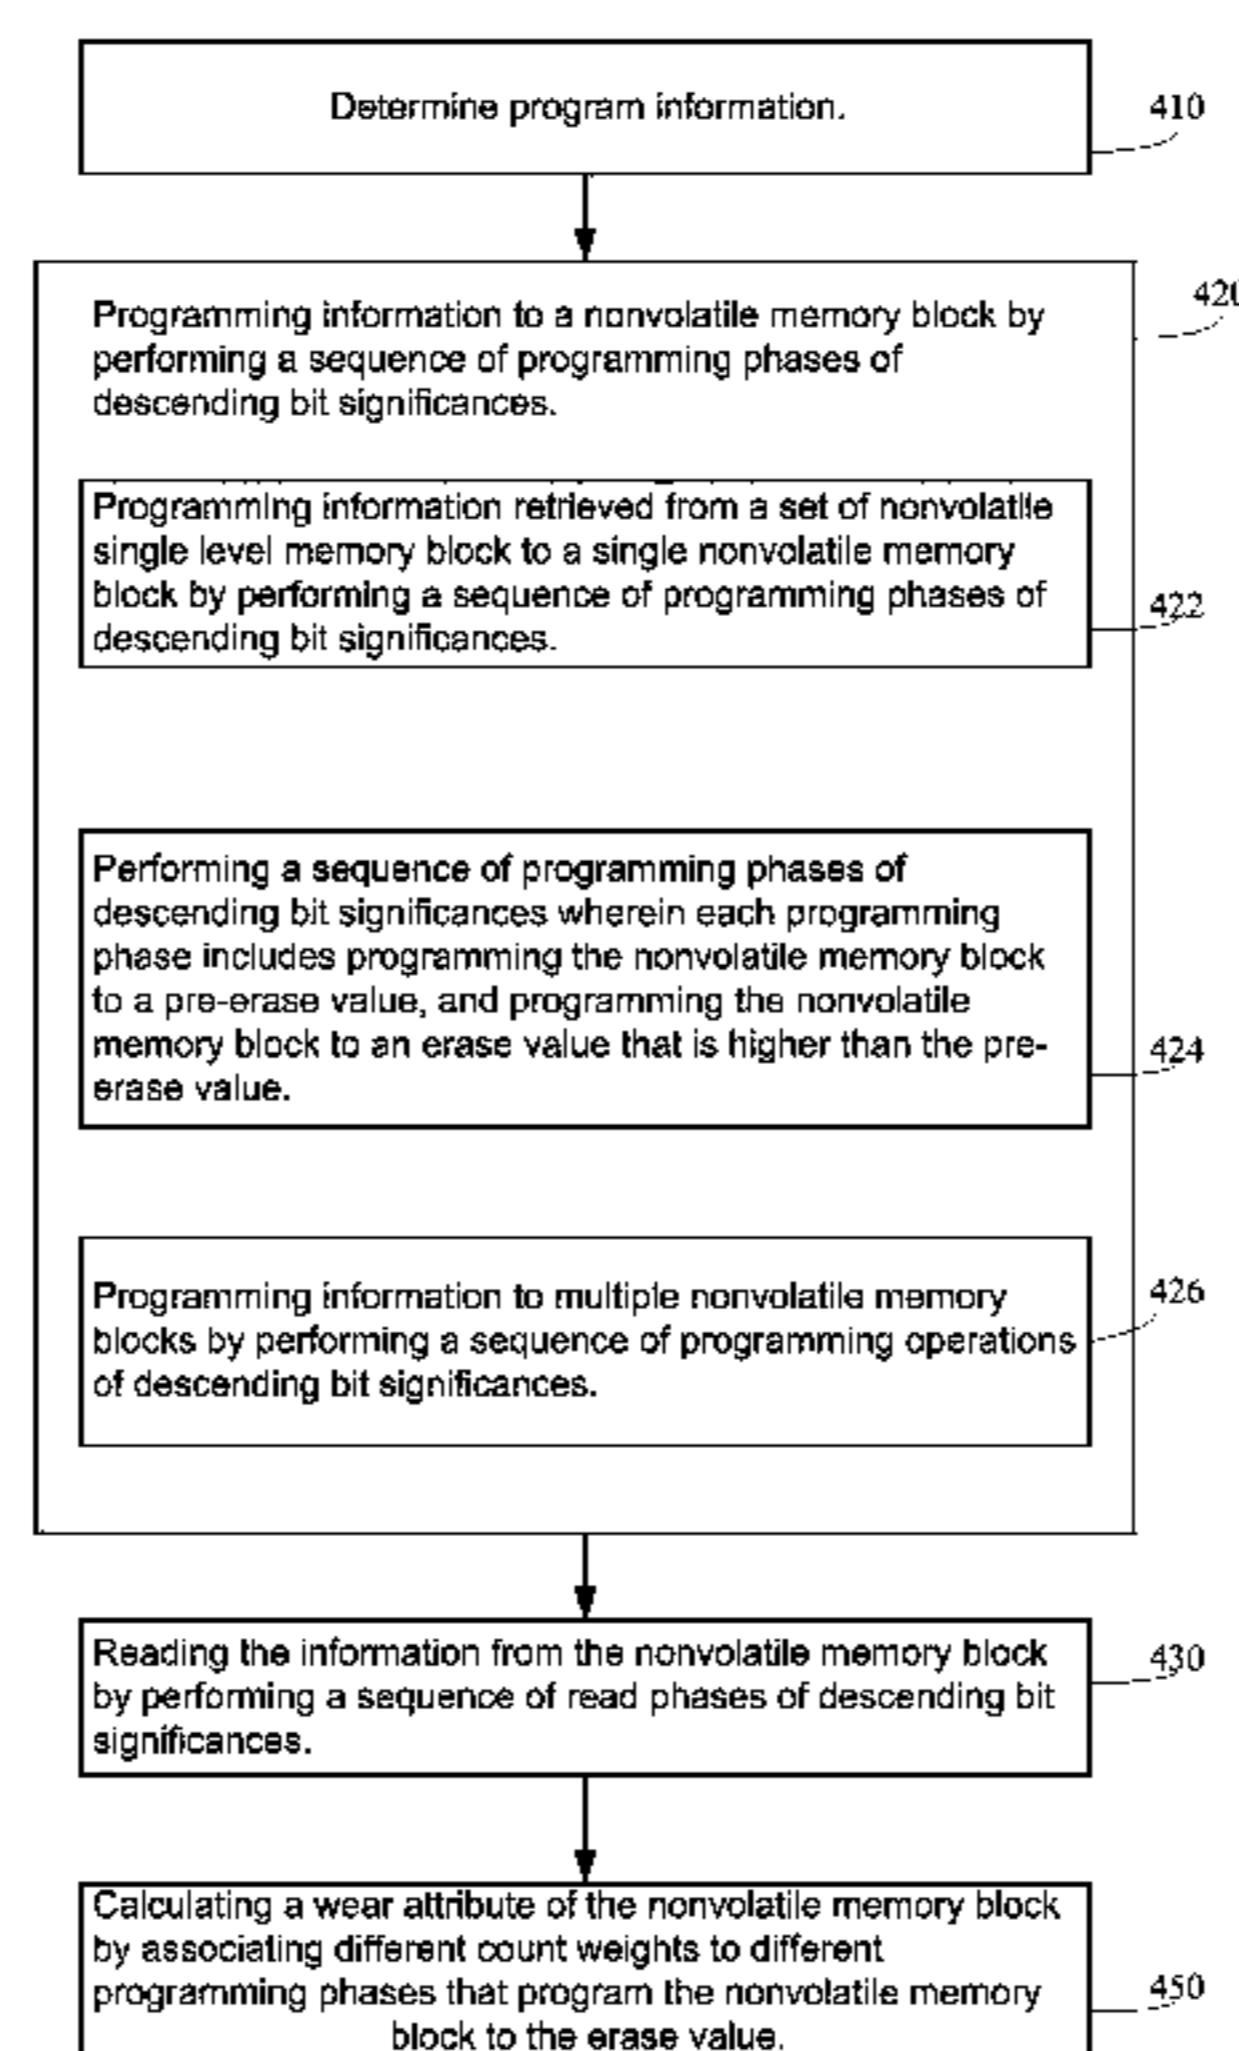 Determine program information.
410
420
Programming information to a nonvolatile memory block by
performing a sequence of programming phases of
descending bit significances.
Programming information retrieved from a set of nonvolatile
single level memory block to a single nonvolatile memory
block by performing a sequence of programming phases of
descending bit significances.
422
Performing a sequence of programming phases of
descending bit significances wherein each programming
phase includes programming the nonvolatile memory block
to a pre-erase value, and programming the nonvolatile
memory block to an erase value that is higher than the pre-
erase value.
424
Programming information to multiple nonvolatile memory
blocks by performing a sequence of programming operations
of descending bit significances.
426
Reading the information from the nonvolatile memory block
by performing a sequence of read phases of descending bit
significances.
430
Calculating a wear attribute of the nonvolatile memory block
by associating different count weights to different
programming phases that program the nonvolatile memory
block to the erase value.
450